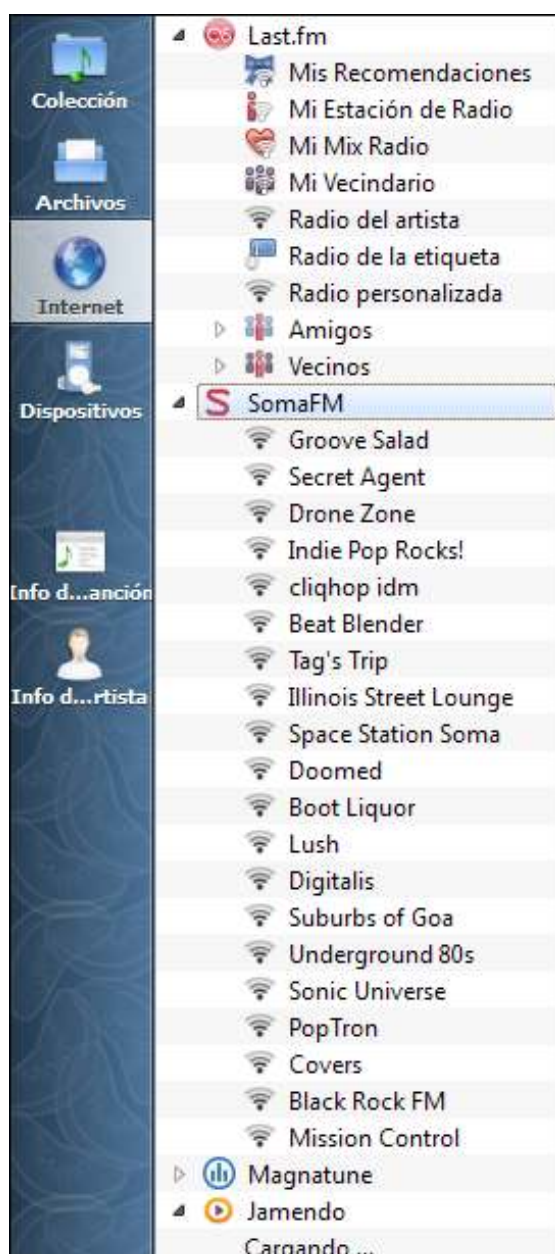 Colección
Archivos
Internet
Dispositivos
Info d...anción
Info d...rtista
Last.fm
Mis Recomendaciones
Mi Estación de Radio
Mi Mix Radio
Mi Vecindario
Radio del artista
Radio de la etiqueta
Radio personalizada
Amigos
Vecinos
SomaFM
Groove Salad
Secret Agent
Drone Zone
Indie Pop Rocks!
cliqhop idm
Beat Blender
Tag's Trip
Illinois Street Lounge
Space Station Soma
Doomed
Boot Liquor
Lush
Digitalis
Suburbs of Goa
Underground 80s
Sonic Universe
PopTron
Covers
Black Rock FM
Mission Control
Magnatune
Jamendo
Cargando ...